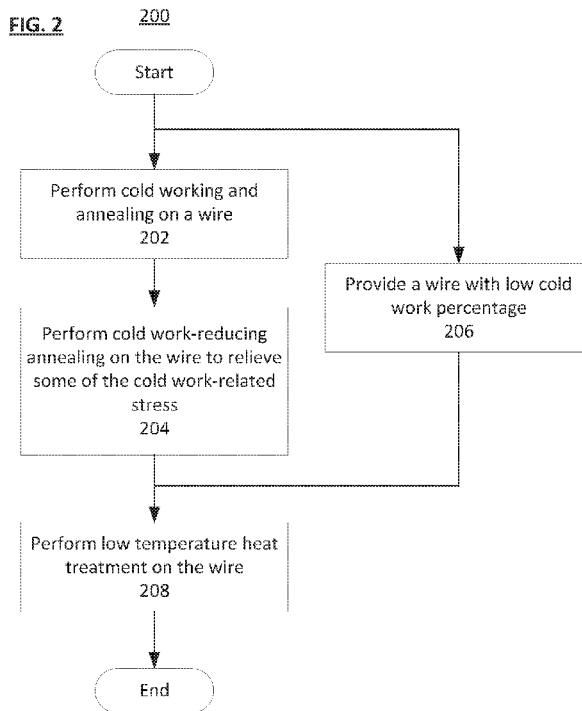 FIG. 2
200
Start
Perform cold working and
annealing on a wire
202
Provide a wire with low cold
work percentage
206
Perform cold work-reducing
annealing on the wire to relieve
some of the cold work-related
stress
204
Perform low temperature heat
treatment on the wire
208
End